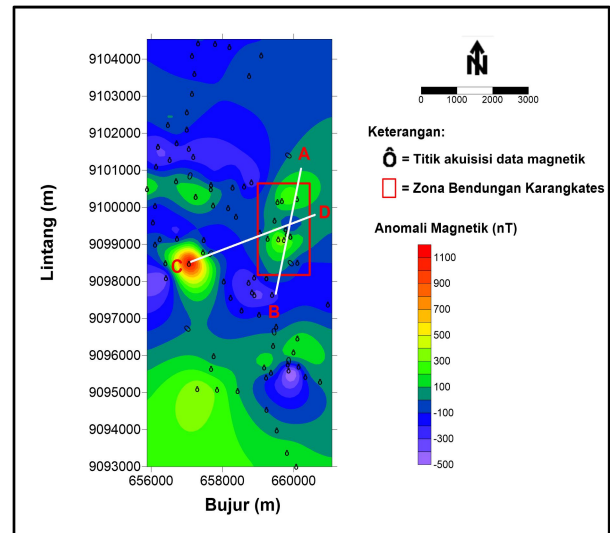 Lintang (m)
9104000
9103000
9102000
9101000
9100000
9099000
9098000
9097000
9096000
9095000
9094000
9093000
656000 658000 660000
Bujur (m)
A
D
C
B
N
0 1000 2000 3000
Keterangan:
Ô = Titik akuisisi data magnetik
= Zona Bendungan Karangkates
Anomali Magnetik (nT)
1100
900
700
500
300
100
-100
-300
-500